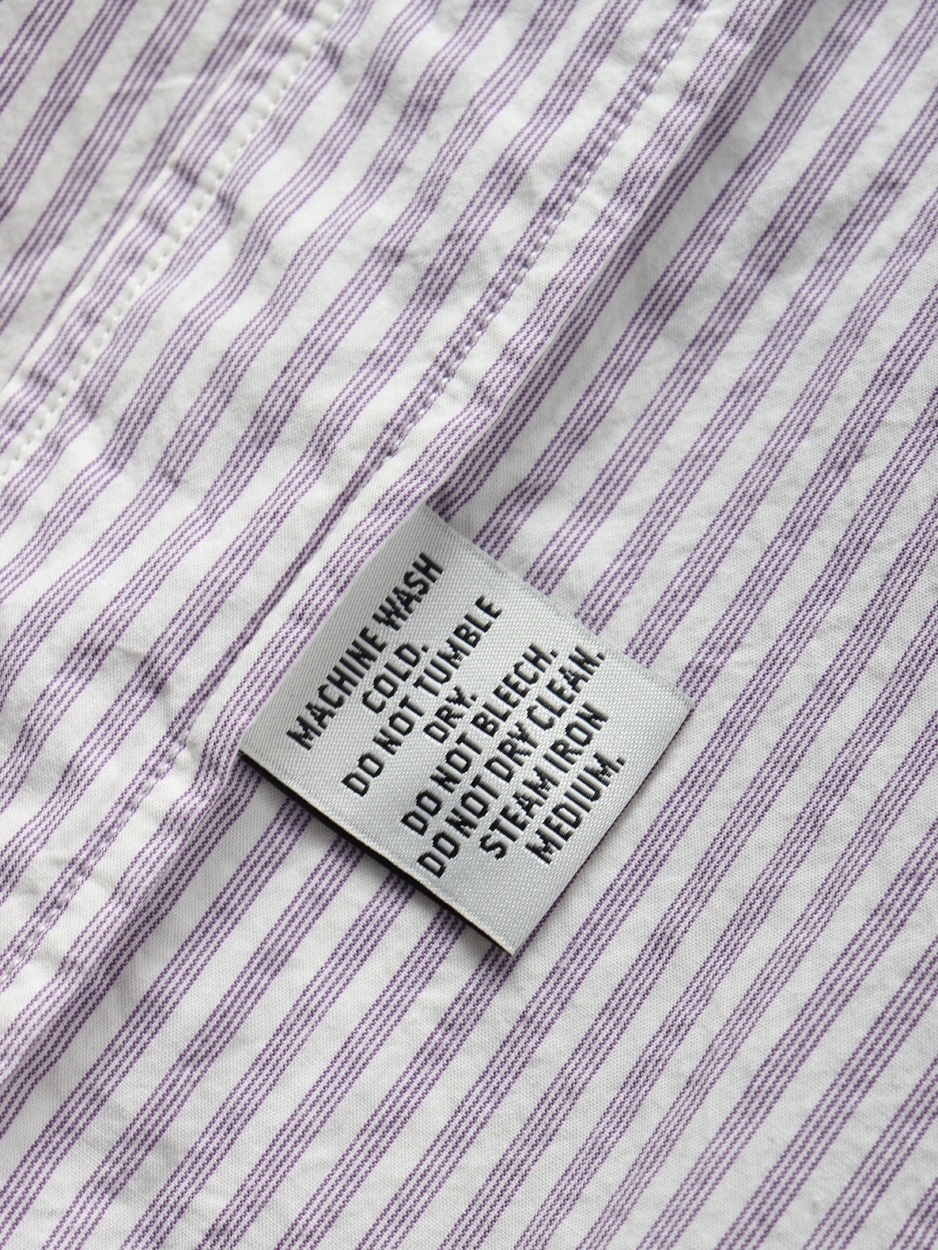 MACHINE WASH
COLD.
DO NOT TUMBLE
DRY.
DO NOT BLEECH.
DO NOT DRY CLEAN.
STEAM IRON
MEDIUM.